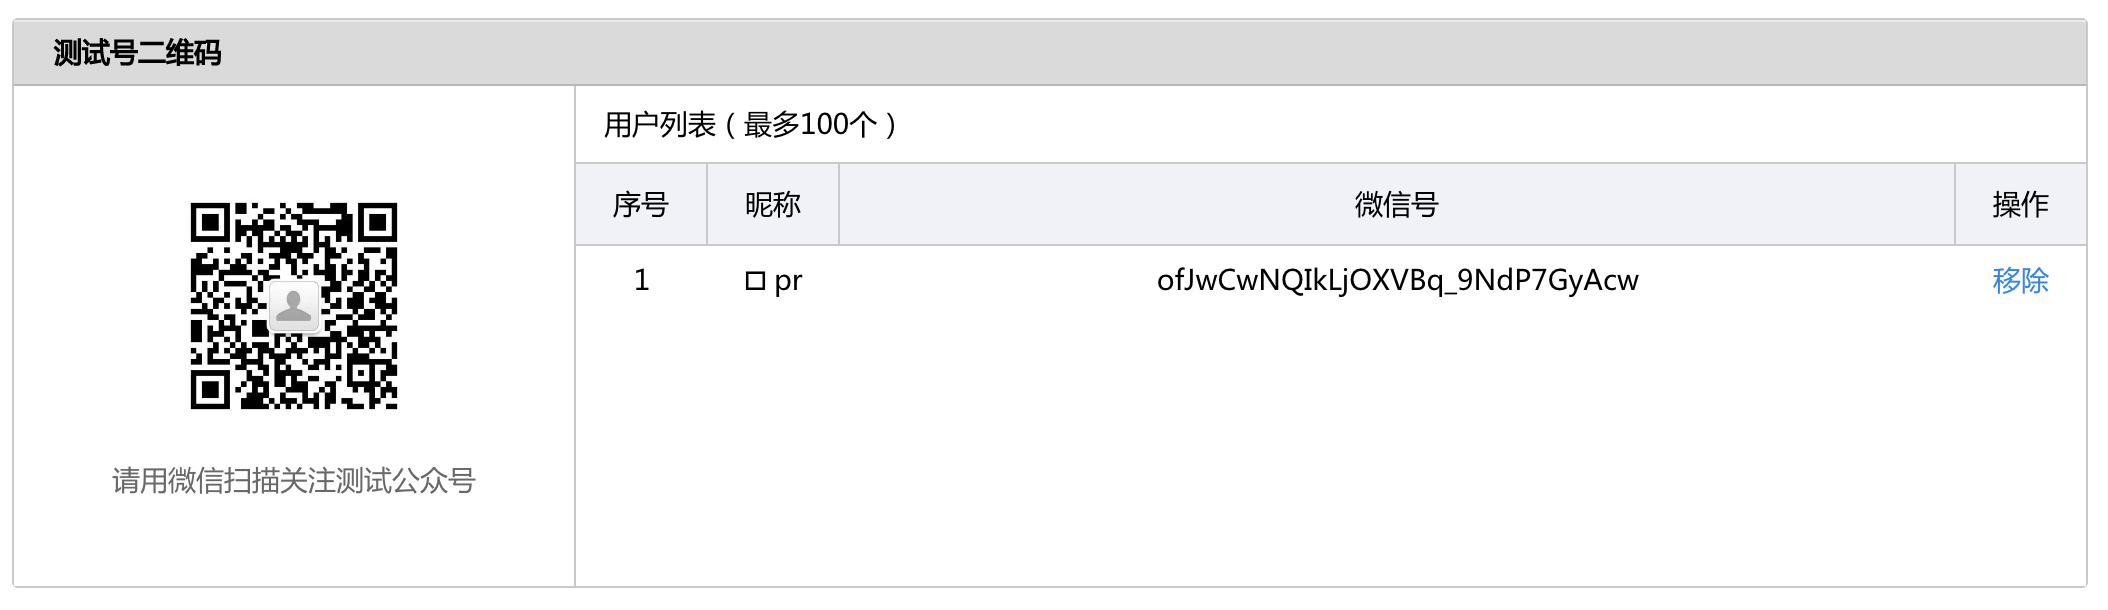 测试号二维码
用户列表（最多100个）
序号 昵称 微信号 操作
1 □ pr ofJwCwNQIkLjOXVBq_9NdP7GyAcw 移除
请用微信扫描关注测试公众号